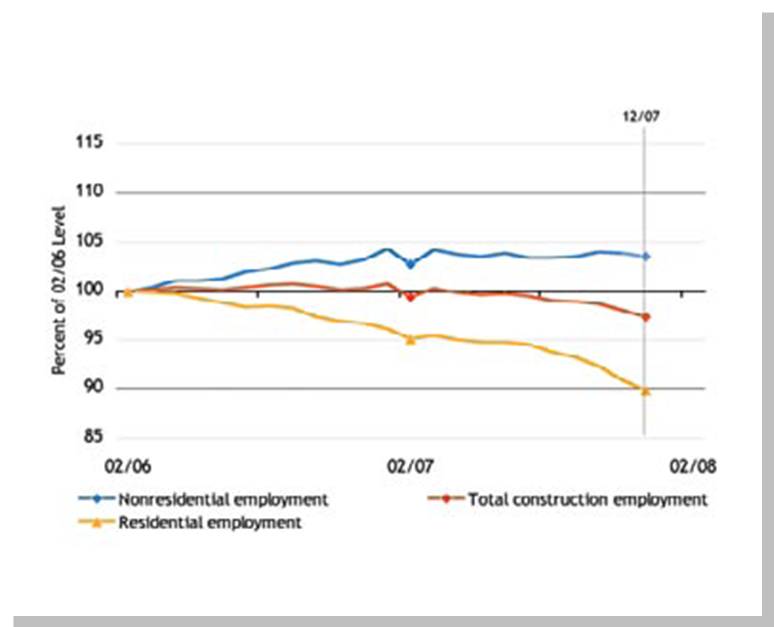 12/07
115
110
105
100
95
90
85
Percent of 02/06 Level
02/06 02/07 02/08
Nonresidential employment Total construction employment
Residential employment